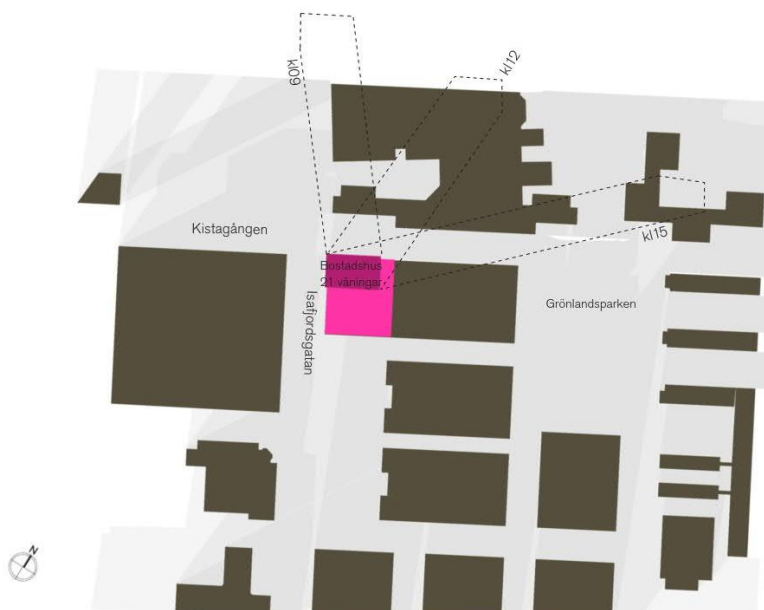 kl09
kl12
Kistagången
kl15
Bostadshus
21 våningar
Isafjordsgatan
Grönlandsparken
N